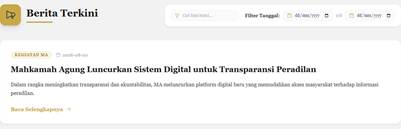 Berita Terkini
Cari berita...
Filter Tanggal: dd/mm/yyyy s/d dd/mm/yyyy
KEGIATAN MA
Mahkamah Agung Luncurkan Sistem Digital untuk Transparansi Peradilan
Dalam rangka meningkatkan transparansi dan akuntabilitas, MA meluncurkan platform digital baru yang memudahkan akses masyarakat terhadap informasi
peradilan.
Baca Selengkapnya